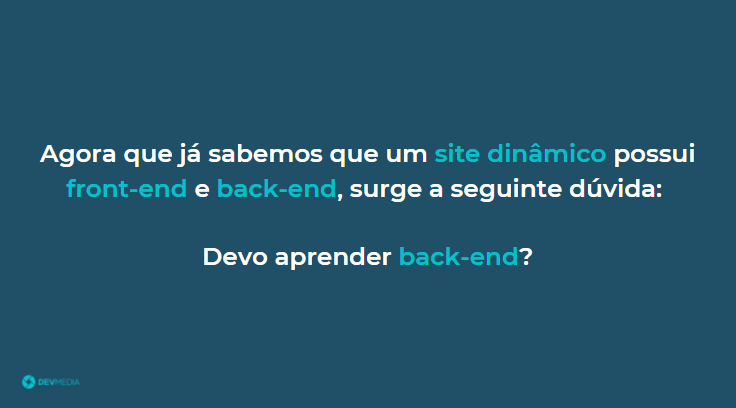 Agora que já sabemos que um site dinâmico possui
front-end e back-end, surge a seguinte dúvida:
Devo aprender back-end?
DEVMEDIA